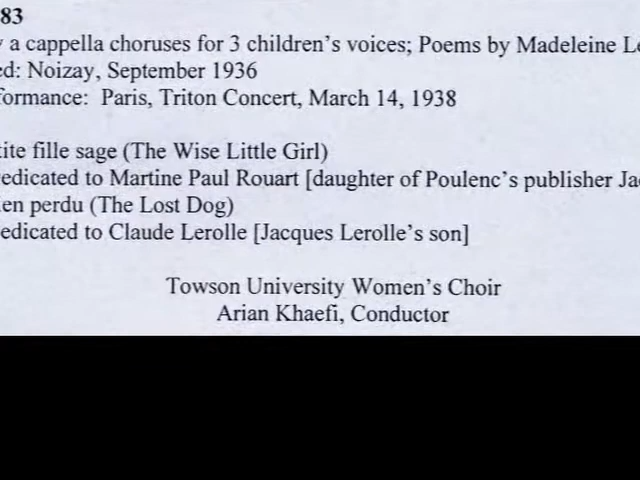 83
a cappella choruses for 3 children's voices; Poems by Madeleine
ed: Noizay, September 1936
formance: Paris, Triton Concert, March 14, 1938
tite fille sage (The Wise Little Girl)
edicated to Martine Paul Rouart [daughter of Poulenc's publisher
en perdu (The Lost Dog)
edicated to Claude Lerolle [Jacques Lerolle's son]
Towson University Women's Choir
Arian Khaefi, Conductor